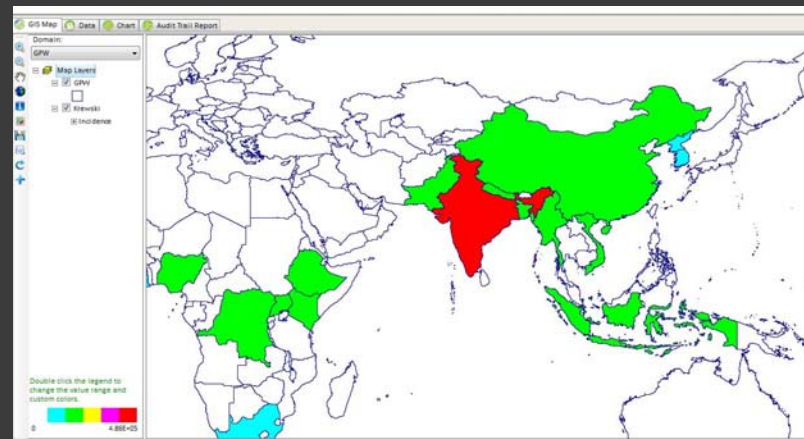 GIS Map Data Chart Audit Trail Report
Domain:
GPW
Map Layers
GPW
Krewski
Incidence
Double click the legend to
change the value range and
custom colors.
0 4.86E+05